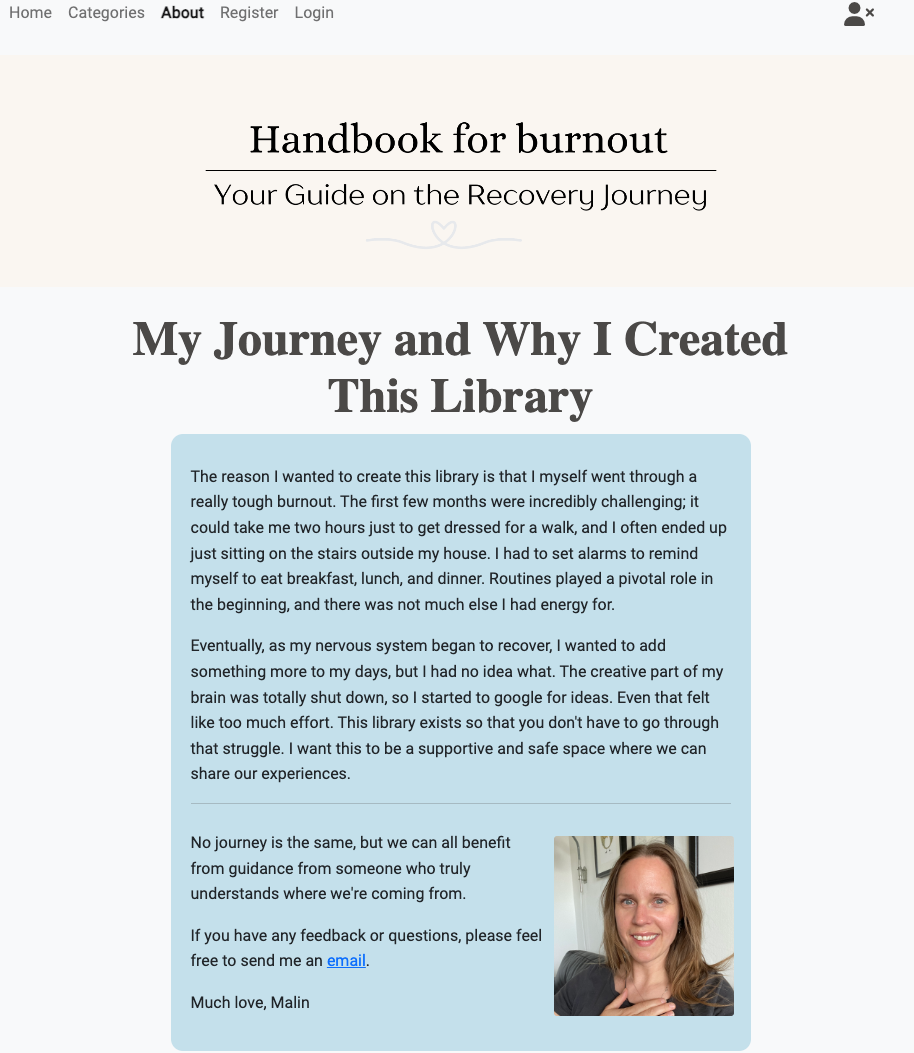 Home Categories About Register Login
Handbook for burnout
Your Guide on the Recovery Journey
My Journey and Why I Created
This Library
The reason I wanted to create this library is that I myself went through a
really tough burnout. The first few months were incredibly challenging; it
could take me two hours just to get dressed for a walk, and I often ended up
just sitting on the stairs outside my house. I had to set alarms to remind
myself to eat breakfast, lunch, and dinner. Routines played a pivotal role in
the beginning, and there was not much else I had energy for.
Eventually, as my nervous system began to recover, I wanted to add
something more to my days, but I had no idea what. The creative part of my
brain was totally shut down, so I started to google for ideas. Even that felt
like too much effort. This library exists so that you don't have to go through
that struggle. I want this to be a supportive and safe space where we can
share our experiences.
No journey is the same, but we can all benefit
from guidance from someone who truly
understands where we're coming from.
If you have any feedback or questions, please feel
free to send me an email.
Much love, Malin